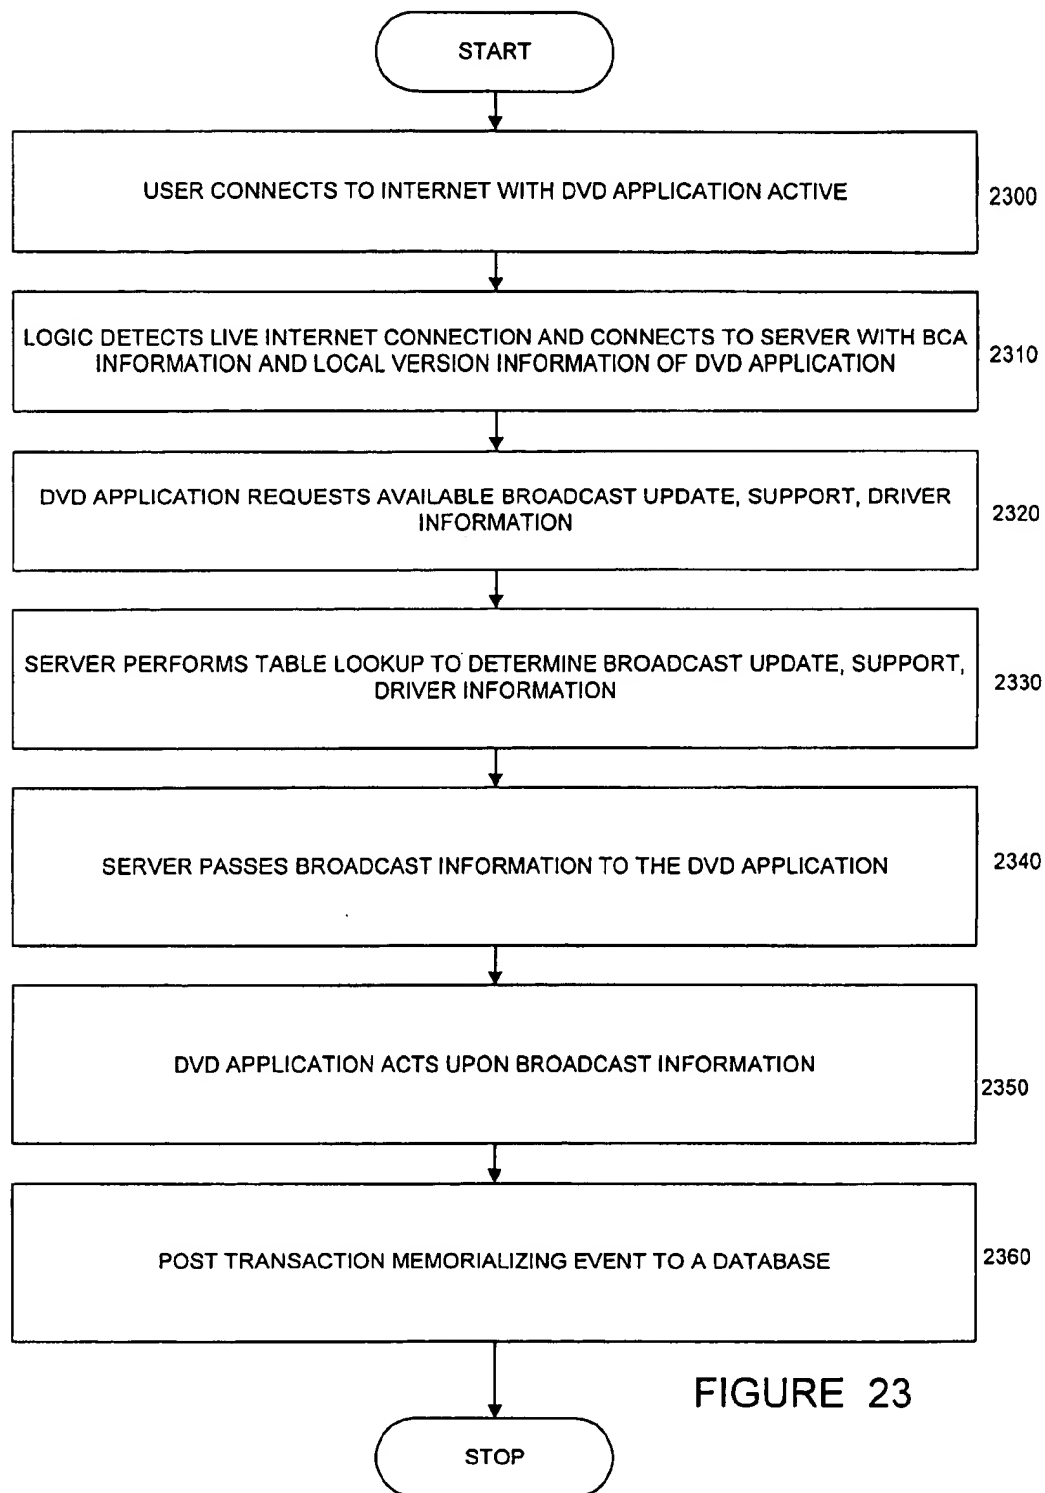 START
USER CONNECTS TO INTERNET WITH DVD APPLICATION ACTIVE
2300
LOGIC DETECTS LIVE INTERNET CONNECTION AND CONNECTS TO SERVER WITH BCA
INFORMATION AND LOCAL VERSION INFORMATION OF DVD APPLICATION
2310
DVD APPLICATION REQUESTS AVAILABLE BROADCAST UPDATE, SUPPORT, DRIVER
INFORMATION
2320
SERVER PERFORMS TABLE LOOKUP TO DETERMINE BROADCAST UPDATE, SUPPORT,
DRIVER INFORMATION
2330
SERVER PASSES BROADCAST INFORMATION TO THE DVD APPLICATION
2340
DVD APPLICATION ACTS UPON BROADCAST INFORMATION
2350
POST TRANSACTION MEMORIALIZING EVENT TO A DATABASE
2360
FIGURE 23
STOP